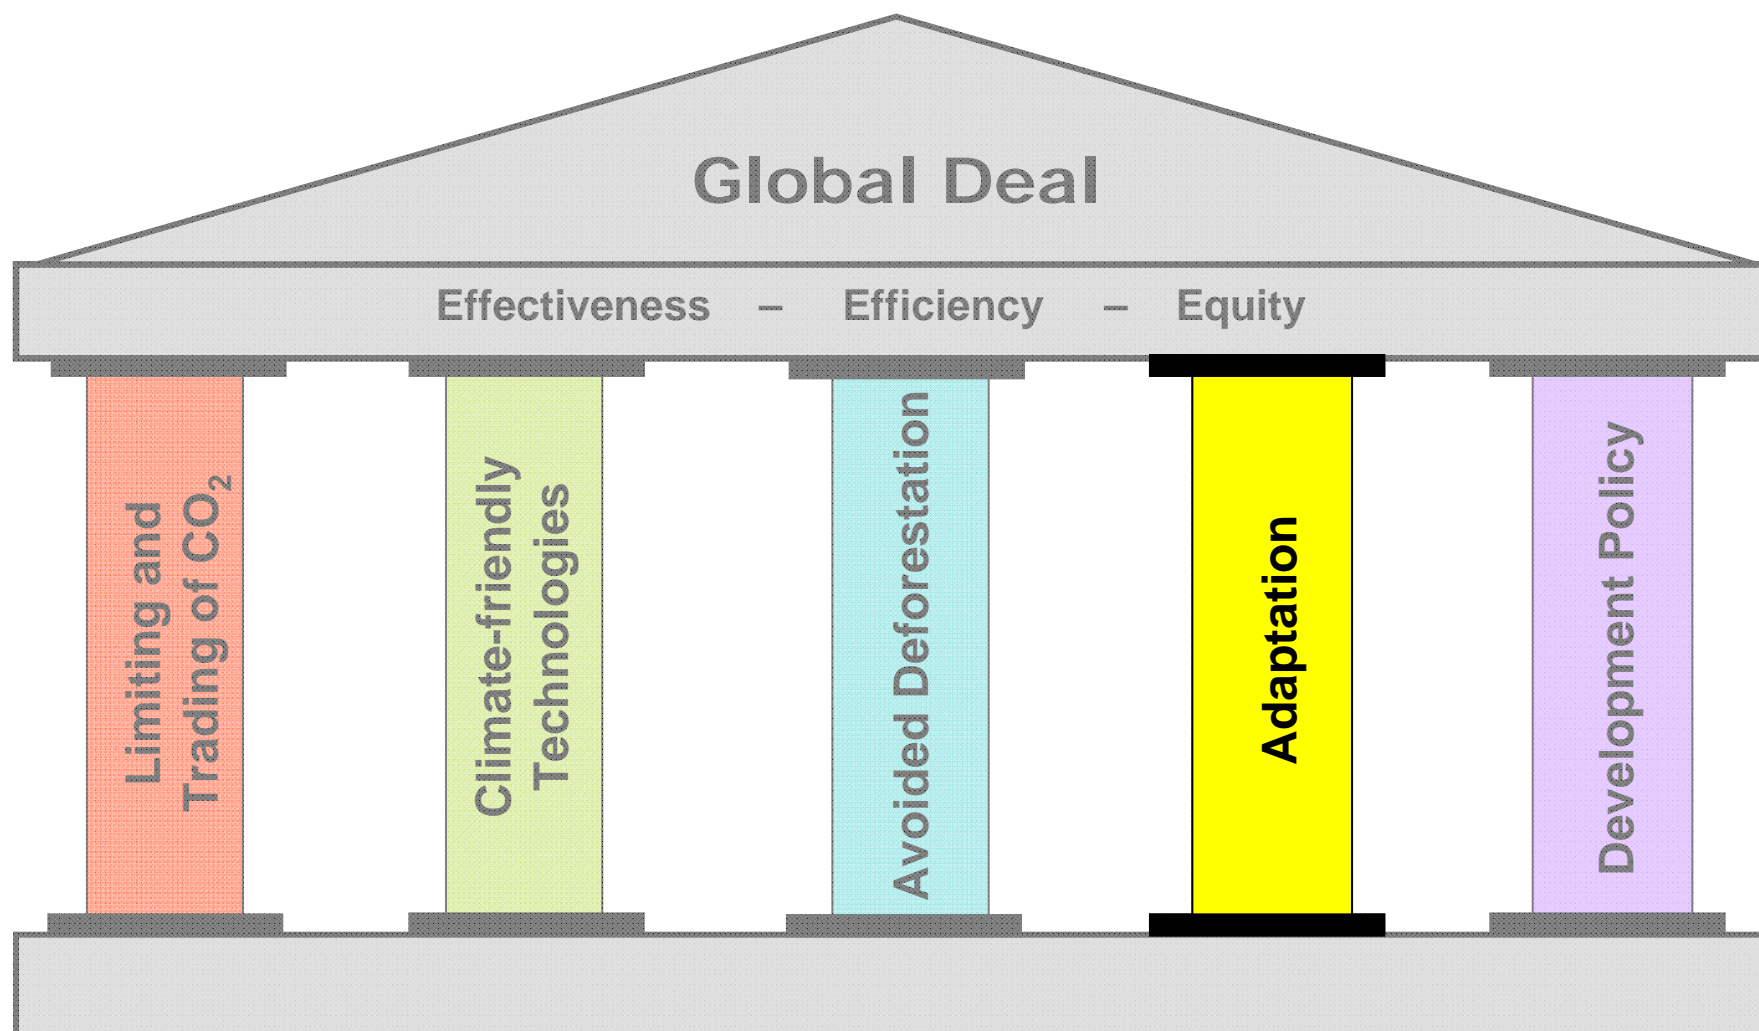 Global Deal
Effectiveness – Efficiency – Equity
Limiting and
Trading of CO₂
Climate-friendly
Technologies
Avoided Deforestation
Adaptation
Development Policy